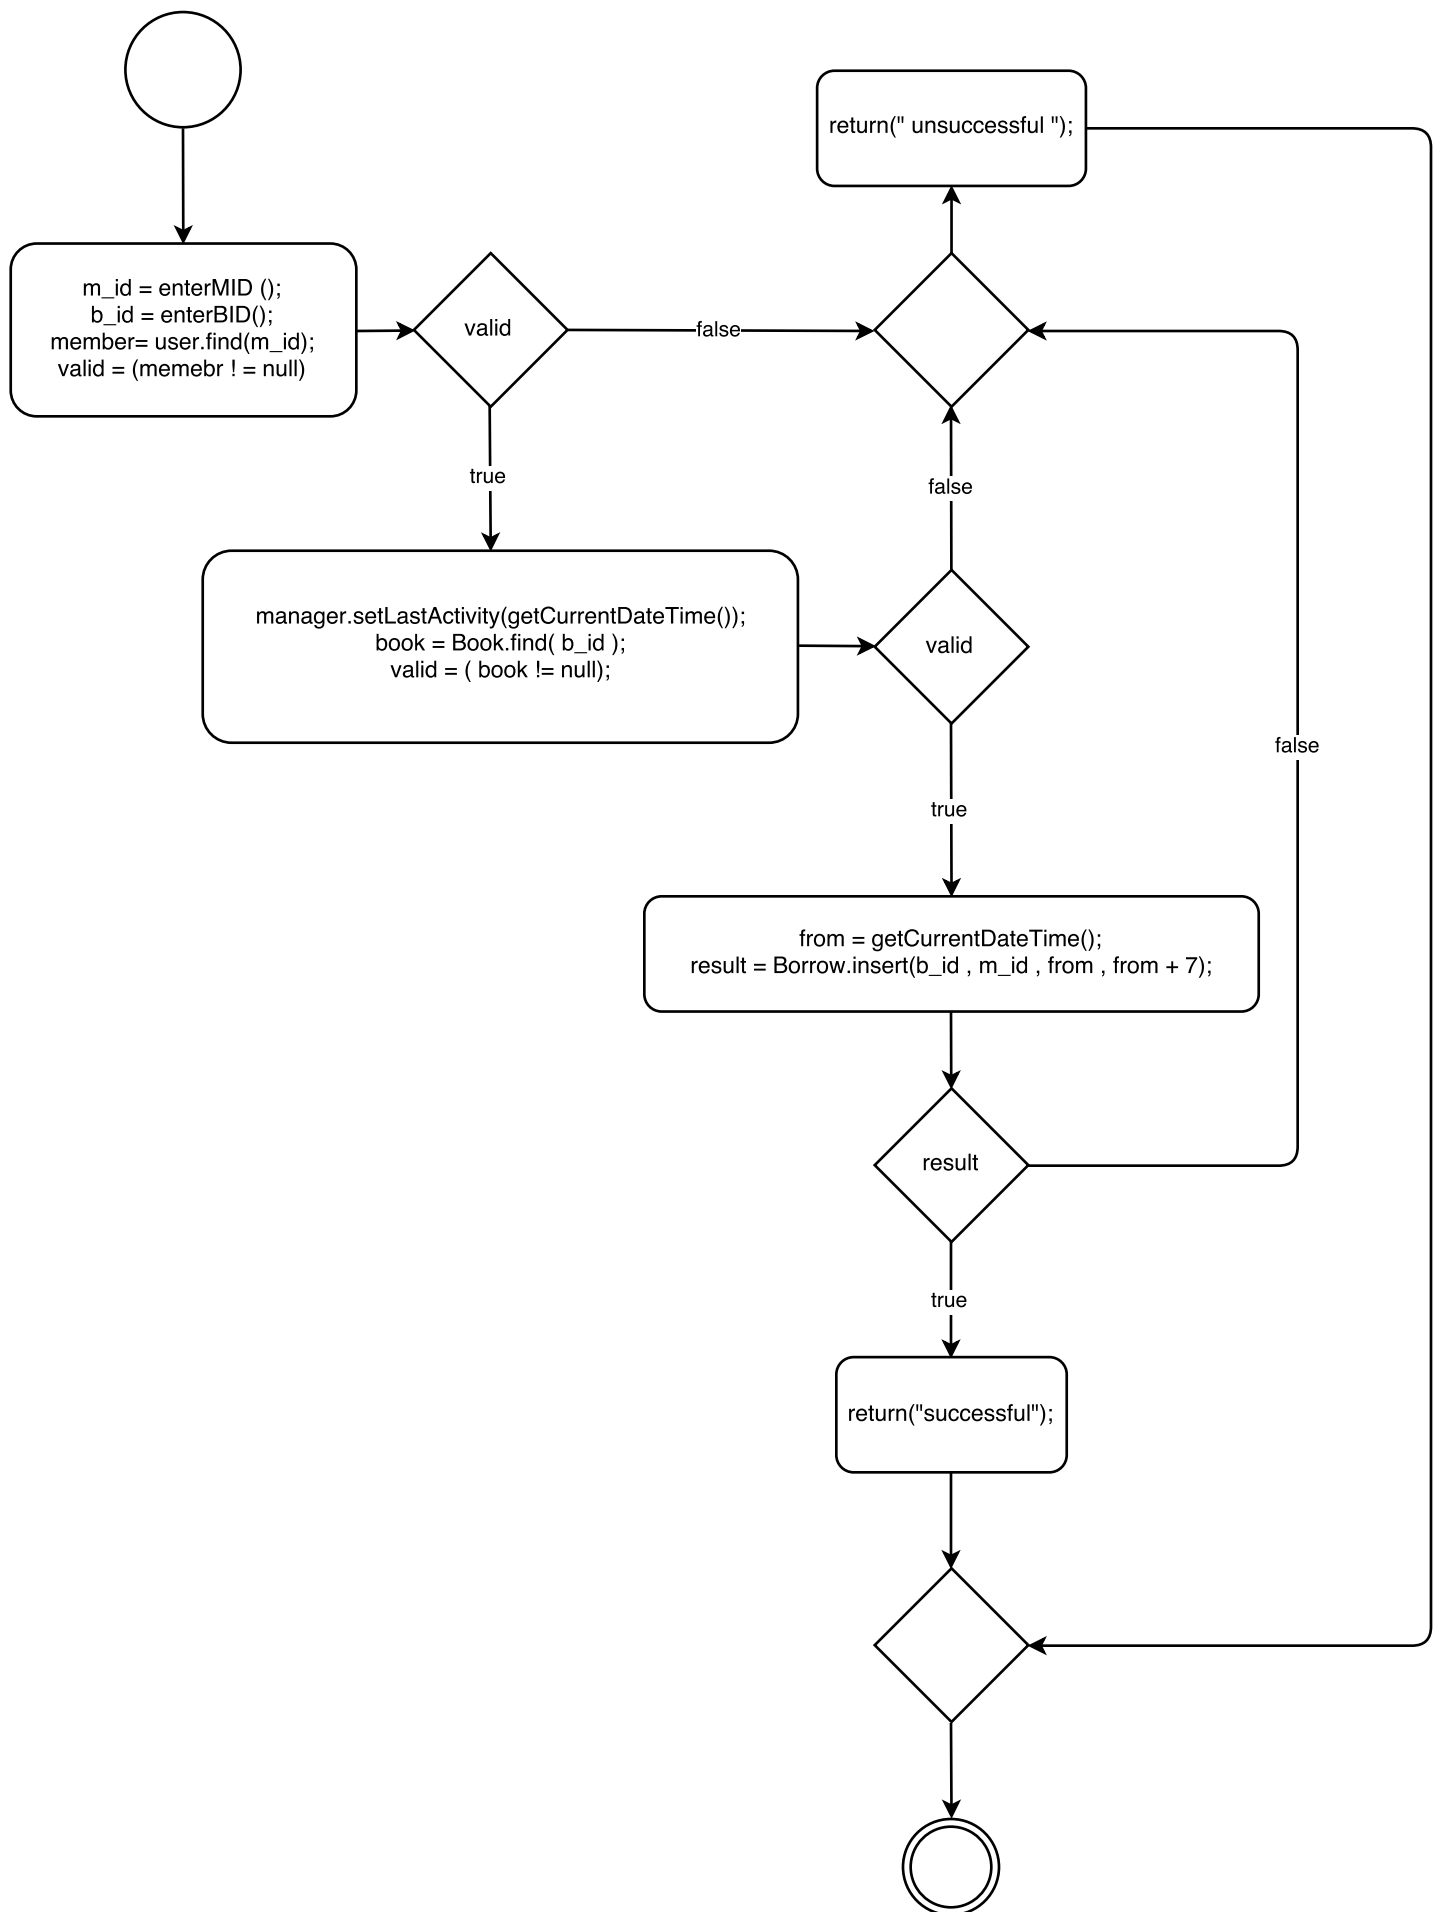 return(" unsuccessful ");
m_id = enterMID ();
b_id = enterBID();
member= user.find(m_id);
valid = (memebr ! = null)
valid
false
true
false
manager.setLastActivity(getCurrentDateTime());
book = Book.find( b_id );
valid = ( book != null);
valid
false
true
from = getCurrentDateTime();
result = Borrow.insert(b_id , m_id , from , from + 7);
result
true
return("successful");